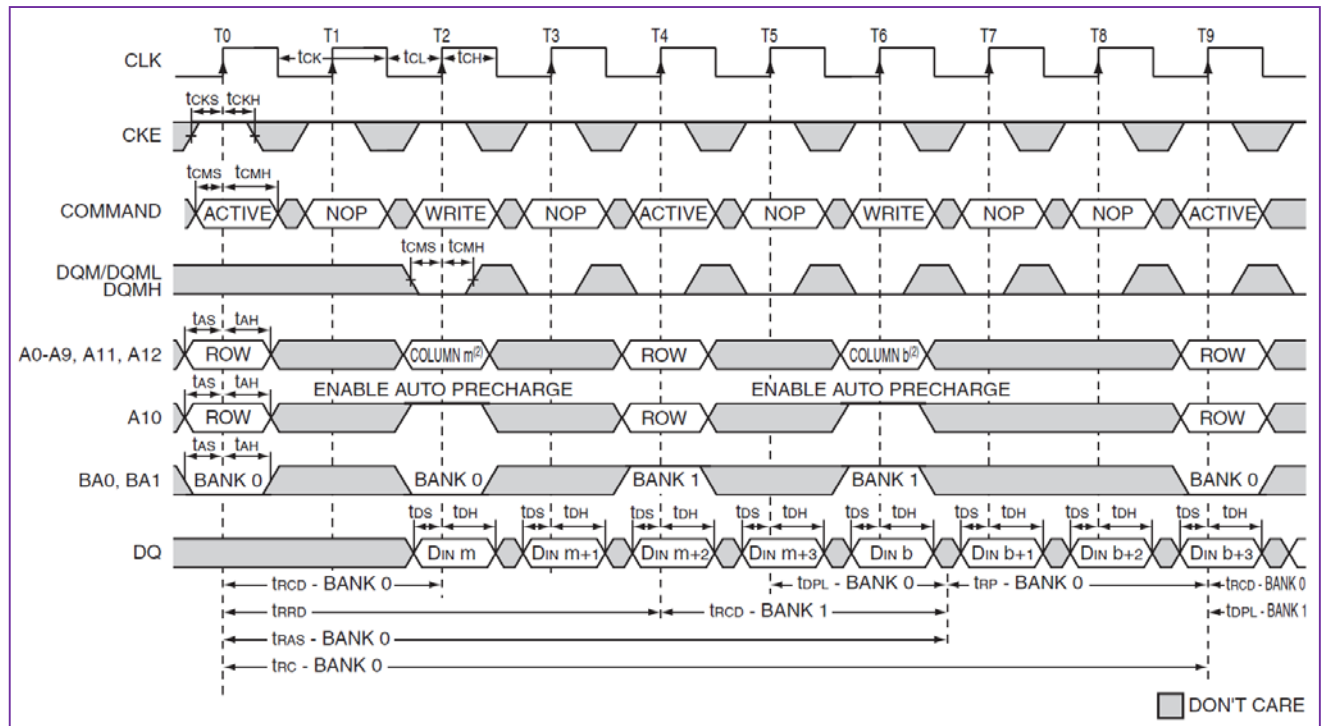 T0 T1 T2 T3 T4 T5 T6 T7 T8 T9
CLK
tCK tCL tCH
tCKS tCKH
CKE
tCMS tCMH
COMMAND ACTIVE NOP WRITE NOP ACTIVE NOP WRITE NOP NOP ACTIVE
tCMS tCMH
DQM/DQML
DQMH
tAS tAH
A0-A9, A11, A12 ROW COLUMN m(2) ROW COLUMN b(2) ROW
tAS tAH ENABLE AUTO PRECHARGE ENABLE AUTO PRECHARGE
A10 ROW ROW ROW
tAS tAH
BA0, BA1 BANK 0 BANK 0 BANK 1 BANK 1 BANK 0
tDS tDH tDS tDH tDS tDH tDS tDH tDS tDH tDS tDH tDS tDH tDS tDH
DQ DIN m DIN m+1 DIN m+2 DIN m+3 DIN b DIN b+1 DIN b+2 DIN b+3
tRCD - BANK 0 tDPL - BANK 0 tRP - BANK 0 tRCD - BANK 0
tRRD tRCD - BANK 1 tDPL - BANK 1
tRAS - BANK 0
tRC - BANK 0
DON'T CARE